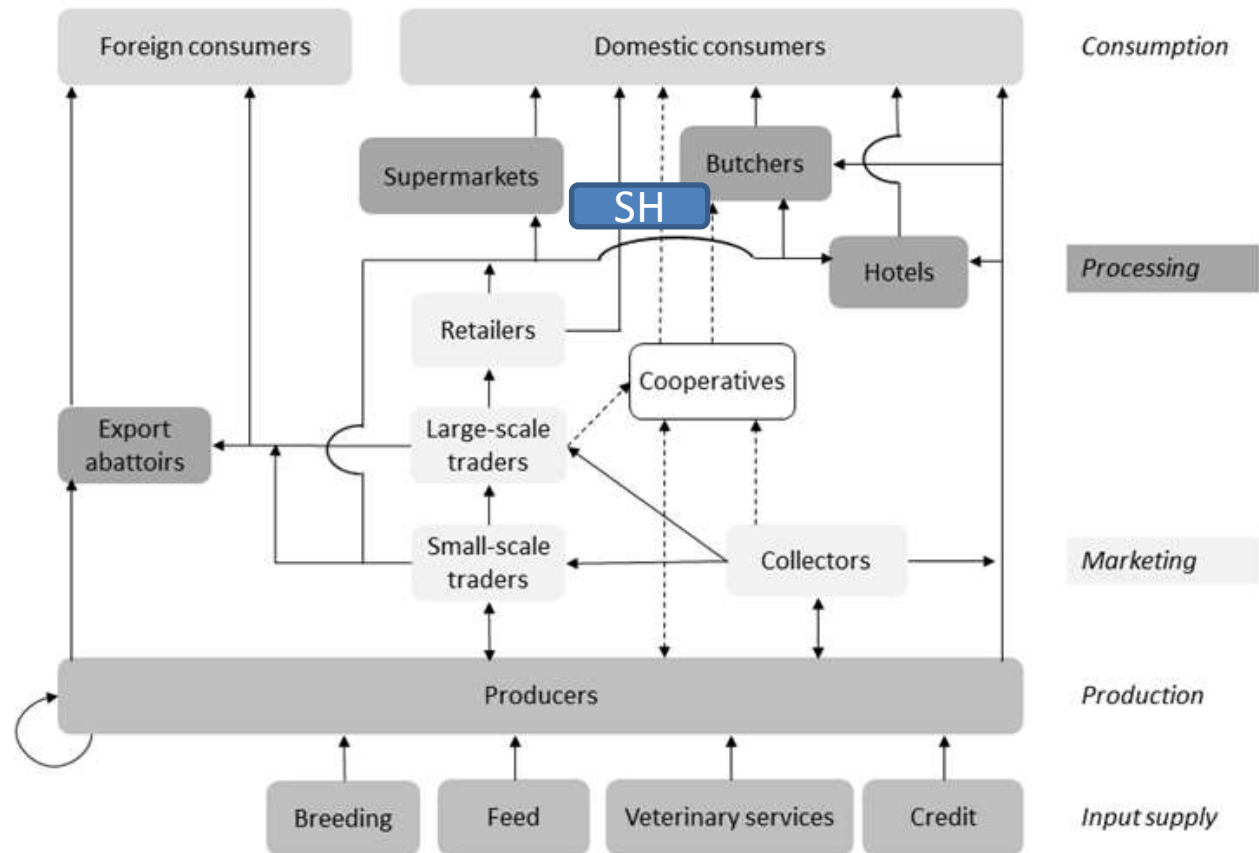 Foreign consumers
Domestic consumers
Consumption
Supermarkets
Butchers
SH
Hotels
Processing
Retailers
Cooperatives
Export
abattoirs
Large-scale
traders
Small-scale
traders
Collectors
Marketing
Producers
Production
Breeding
Feed
Veterinary services
Credit
Input supply